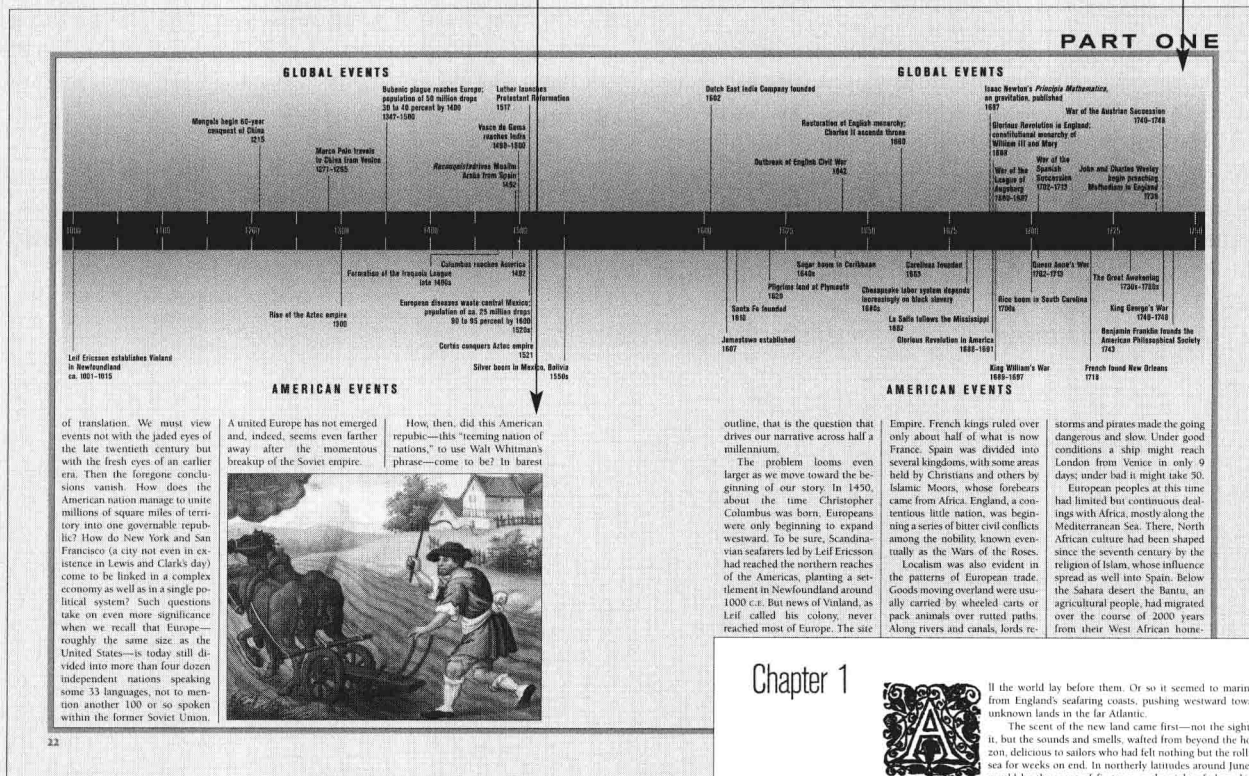 PART ONE
GLOBAL EVENTS
Mongols begin 60-year
conquest of China
1215
Marco Polo travels
to China from Venice
1271–1295
Bubonic plague reaches Europe;
population of 50 million drops
30 to 40 percent by 1400
1347–1500
Luther launches
Protestant Reformation
1517
Vasco da Gama
reaches India
1498–1500
Reconquista drives Muslim
Arabs from Spain
1492
GLOBAL EVENTS
Dutch East India Company founded
1602
Outbreak of English Civil War
1642
Restoration of English monarchy;
Charles II ascends throne
1660
Isaac Newton's Principia Mathematica,
on gravitation, published
1687
Glorious Revolution in England;
constitutional monarchy of
William III and Mary
1688
War of the
League of
Augsburg
1689–1697
War of the
Spanish
Succession
1702–1713
War of the Austrian Succession
1740–1748
John and Charles Wesley
begin preaching
Methodism in England
1738
1000 1100 1200 1300 1400 1500
1600 1625 1650 1675 1700 1725 1750
Leif Ericsson establishes Vinland
in Newfoundland
ca. 1001–1015
Rise of the Aztec empire
1300
Formation of the Iroquois League
late 1400s
Columbus reaches America
1492
European diseases waste central Mexico;
population of ca. 25 million drops
90 to 95 percent by 1600
1520s
Cortés conquers Aztec empire
1521
Silver boom in Mexico, Bolivia
1550s
AMERICAN EVENTS
Jamestown established
1607
Santa Fe founded
1610
Pilgrims land at Plymouth
1620
Sugar boom in Caribbean
1640s
Carolinas founded
1663
Chesapeake labor system depends
increasingly on black slavery
1680s
La Salle follows the Mississippi
1682
Glorious Revolution in America
1688–1691
King William's War
1689–1697
Queen Anne's War
1702–1713
Rice boom in South Carolina
1700s
The Great Awakening
1730s–1750s
King George's War
1740–1748
Benjamin Franklin founds the
American Philosophical Society
1743
French found New Orleans
1718
AMERICAN EVENTS
of translation. We must view
events not with the jaded eyes of
the late twentieth century but
with the fresh eyes of an earlier
era. Then the foregone conclu-
sions vanish. How does the
American nation manage to unite
millions of square miles of terri-
tory into one governable repub-
lic? How do New York and San
Francisco (a city not even in ex-
istence in Lewis and Clark's day)
come to be linked in a complex
economy as well as in a single po-
litical system? Such questions
take on even more significance
when we recall that Europe—
roughly the same size as the
United States—is today still di-
vided into more than four dozen
independent nations speaking
some 33 languages, not to men-
tion another 100 or so spoken
within the former Soviet Union.
A united Europe has not emerged
and, indeed, seems even farther
away after the momentous
breakup of the Soviet empire.
How, then, did this American
repubic—this "teeming nation of
nations," to use Walt Whitman's
phrase—come to be? In barest
outline, that is the question that
drives our narrative across half a
millennium.
The problem looms even
larger as we move toward the be-
ginning of our story. In 1450,
about the time Christopher
Columbus was born, Europeans
were only beginning to expand
westward. To be sure, Scandina-
vian seafarers led by Leif Ericsson
had reached the northern reaches
of the Americas, planting a set-
tlement in Newfoundland around
1000 C.E. But news of Vinland, as
Leif called his colony, never
reached most of Europe. The site
Empire. French kings ruled over
only about half of what is now
France. Spain was divided into
several kingdoms, with some areas
held by Christians and others by
Islamic Moors, whose forebears
came from Africa. England, a con-
tentious little nation, was begin-
ning a series of bitter civil conflicts
among the nobility, known even-
tually as the Wars of the Roses.
Localism was also evident in
the patterns of European trade.
Goods moving overland were usu-
ally carried by wheeled carts or
pack animals over rutted paths.
Along rivers and canals, lords re-
storms and pirates made the going
dangerous and slow. Under good
conditions a ship might reach
London from Venice in only 9
days; under bad it might take 50.
European peoples at this time
had limited but continuous deal-
ings with Africa, mostly along the
Mediterranean Sea. There, North
African culture had been shaped
since the seventh century by the
religion of Islam, whose influence
spread as well into Spain. Below
the Sahara desert the Bantu, an
agricultural people, had migrated
over the course of 2000 years
from their West African home-
22
Chapter 1
All the world lay before them. Or so it seemed to marin
from England's seafaring coasts, pushing westward tow
unknown lands in the far Atlantic.
The scent of the new land came first—not the sight
it, but the sounds and smells, wafted from beyond the ho
zon, delicious to sailors who had felt nothing but the roll
sea for weeks on end. In northerly latitudes around June